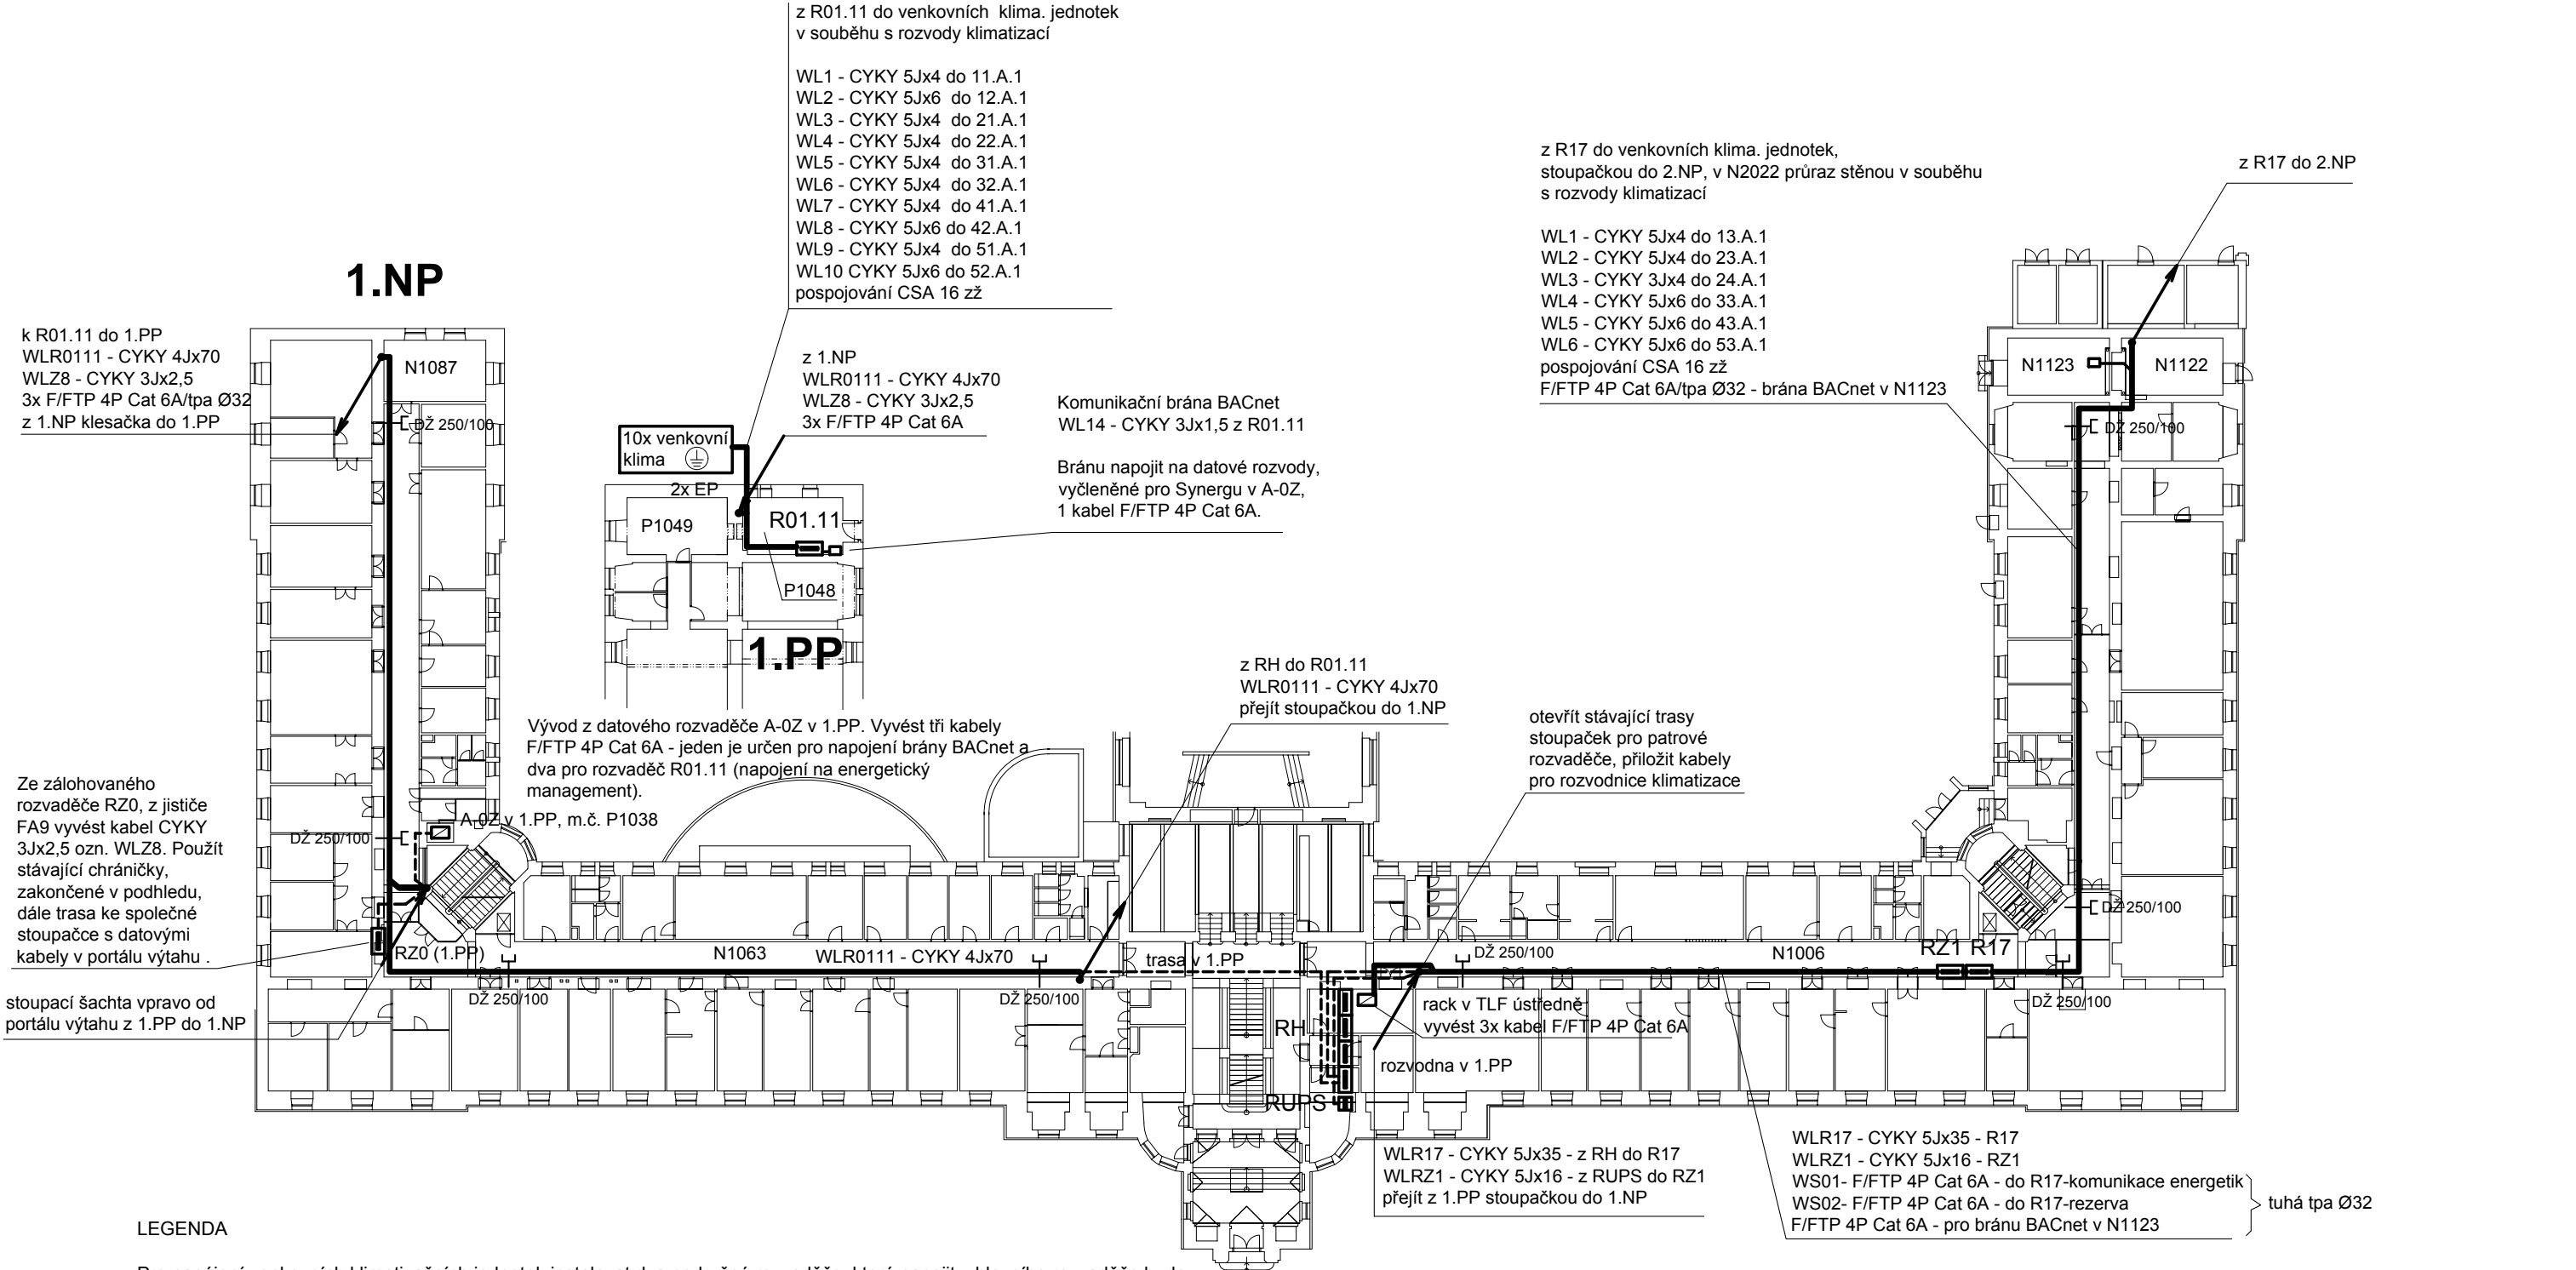 z R01.11 do venkovních klima. jednotek
v souběhu s rozvody klimatizací
WL1 - CYKY 5Jx4 do 11.A.1
WL2 - CYKY 5Jx6 do 12.A.1
WL3 - CYKY 5Jx4 do 21.A.1
WL4 - CYKY 5Jx4 do 22.A.1
WL5 - CYKY 5Jx4 do 31.A.1
WL6 - CYKY 5Jx4 do 32.A.1
WL7 - CYKY 5Jx4 do 41.A.1
WL8 - CYKY 5Jx6 do 42.A.1
WL9 - CYKY 5Jx4 do 51.A.1
WL10 CYKY 5Jx6 do 52.A.1
pospojování CSA 16 zž
z R17 do venkovních klima. jednotek,
stoupačkou do 2.NP, v N2022 průraz stěnou v souběhu
s rozvody klimatizací
WL1 - CYKY 5Jx4 do 13.A.1
WL2 - CYKY 5Jx4 do 23.A.1
WL3 - CYKY 3Jx4 do 24.A.1
WL4 - CYKY 5Jx6 do 33.A.1
WL5 - CYKY 5Jx6 do 43.A.1
WL6 - CYKY 5Jx6 do 53.A.1
pospojování CSA 16 zž
F/FTP 4P Cat 6A/tpa Ø32 - brána BACnet v N1123
z R17 do 2.NP
1.NP
k R01.11 do 1.PP
WLR0111 - CYKY 4Jx70
WLZ8 - CYKY 3Jx2,5
3x F/FTP 4P Cat 6A/tpa Ø32
z 1.NP klesačka do 1.PP
N1087
DŽ 250/100
z 1.NP
WLR0111 - CYKY 4Jx70
WLZ8 - CYKY 3Jx2,5
3x F/FTP 4P Cat 6A
Komunikační brána BACnet
WL14 - CYKY 3Jx1,5 z R01.11
Bránu napojit na datové rozvody,
vyčleněné pro Synergu v A-0Z,
1 kabel F/FTP 4P Cat 6A.
10x venkovní
klima
2x EP
P1049
R01.11
P1048
1.PP
N1123
N1122
DŽ 250/100
z RH do R01.11
WLR0111 - CYKY 4Jx70
přejít stoupačkou do 1.NP
otevřít stávající trasy
stoupaček pro patrové
rozvaděče, přiložit kabely
pro rozvodnice klimatizace
Vývod z datového rozvaděče A-0Z v 1.PP. Vyvést tři kabely
F/FTP 4P Cat 6A - jeden je určen pro napojení brány BACnet a
dva pro rozvaděč R01.11 (napojení na energetický
management).
A-0Z v 1.PP, m.č. P1038
DŽ 250/100
Ze zálohovaného
rozvaděče RZ0, z jističe
FA9 vyvést kabel CYKY
3Jx2,5 ozn. WLZ8. Použít
stávající chráničky,
zakončené v podhledu,
dále trasa ke společné
stoupačce s datovými
kabely v portálu výtahu .
stoupací šachta vpravo od
portálu výtahu z 1.PP do 1.NP
RZ0 (1.PP)
N1063
WLR0111 - CYKY 4Jx70
trasa v 1.PP
DŽ 250/100
DŽ 250/100
DŽ 250/100
N1006
RZ1 R17
DŽ 250/100
DŽ 250/100
rack v TLF ústředně
vyvést 3x kabel F/FTP 4P Cat 6A
RH
rozvodna v 1.PP
RUPS
WLR17 - CYKY 5Jx35 - z RH do R17
WLRZ1 - CYKY 5Jx16 - z RUPS do RZ1
přejít z 1.PP stoupačkou do 1.NP
WLR17 - CYKY 5Jx35 - R17
WLRZ1 - CYKY 5Jx16 - RZ1
WS01- F/FTP 4P Cat 6A - do R17-komunikace energetik
WS02- F/FTP 4P Cat 6A - do R17-rezerva
F/FTP 4P Cat 6A - pro bránu BACnet v N1123
tuhá tpa Ø32
LEGENDA